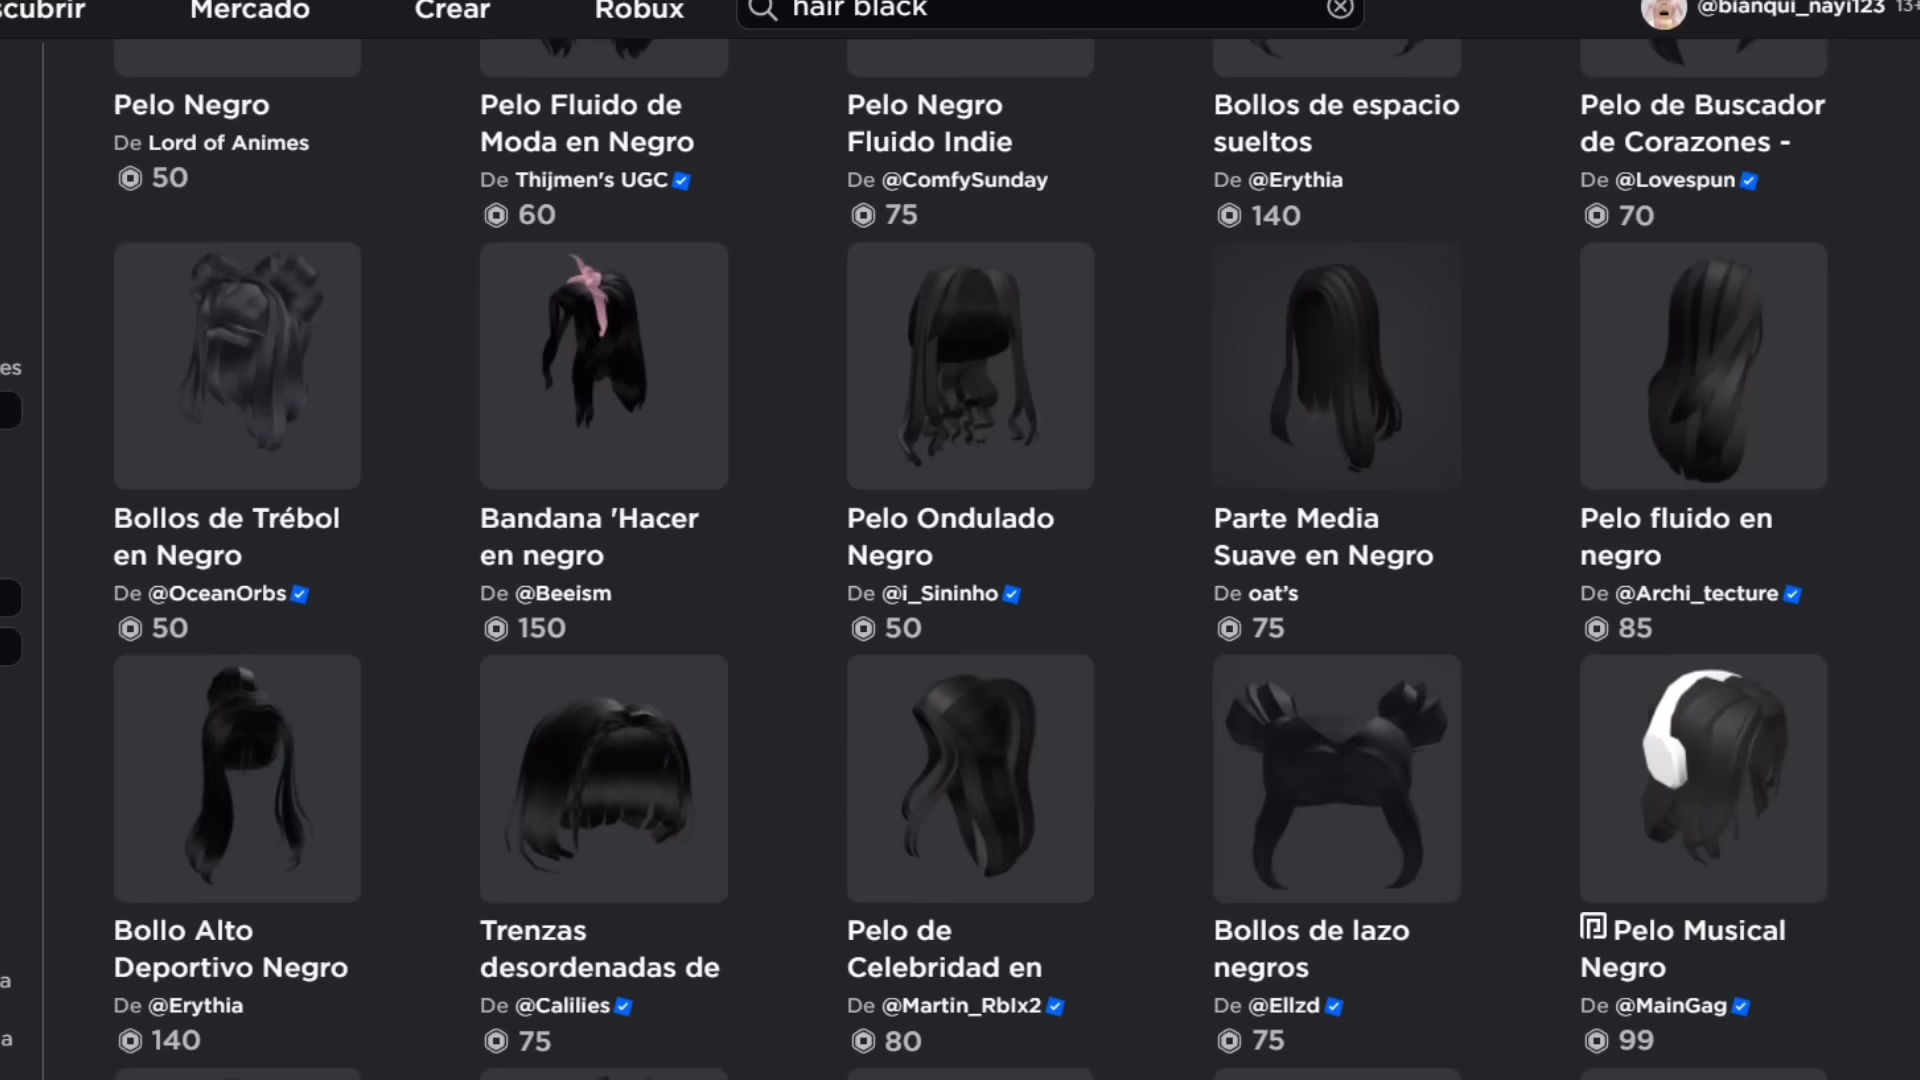 Mercado
Crear
Robux
hair black
@bianqui_nayi123
Pelo Negro
De Lord of Animes
50
Pelo Fluido de
Moda en Negro
De Thijmen's UGC
60
Pelo Negro
Fluido Indie
De @ComfySunday
75
Bollos de espacio
sueltos
De @Erythia
140
Pelo de Buscador
de Corazones -
De @Lovespun
70
Bollos de Trébol
en Negro
De @OceanOrbs
50
Bandana 'Hacer
en negro
De @Beeism
150
Pelo Ondulado
Negro
De @i_Sininho
50
Parte Media
Suave en Negro
De oat's
75
Pelo fluido en
negro
De @Archi_tecture
85
Bollo Alto
Deportivo Negro
De @Erythia
140
Trenzas
desordenadas de
De @Calilies
75
Pelo de
Celebridad en
De @Martin_Rblx2
80
Bollos de lazo
negros
De @Ellzd
75
Pelo Musical
Negro
De @MainGag
99